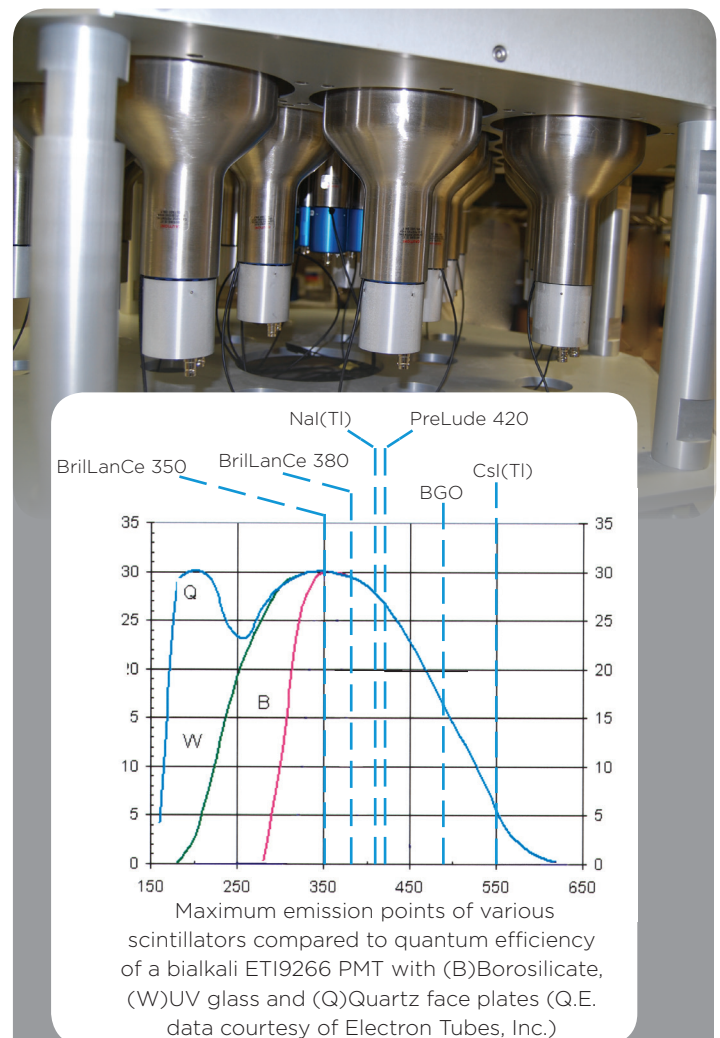 NaI(Tl)
PreLude 420
BrilLanCe 350
BrilLanCe 380
CsI(Tl)
BGO
35
35
30
30
Q
25
25
20
20
B
5
15
W
10
10
5
5
0
0
150
250
350
450
550
650
Maximum emission points of various
scintillators compared to quantum efficiency
of a bialkali ETI9266 PMT with (B)Borosilicate,
(W)UV glass and (Q)Quartz face plates (Q.E.
data courtesy of Electron Tubes, Inc.)